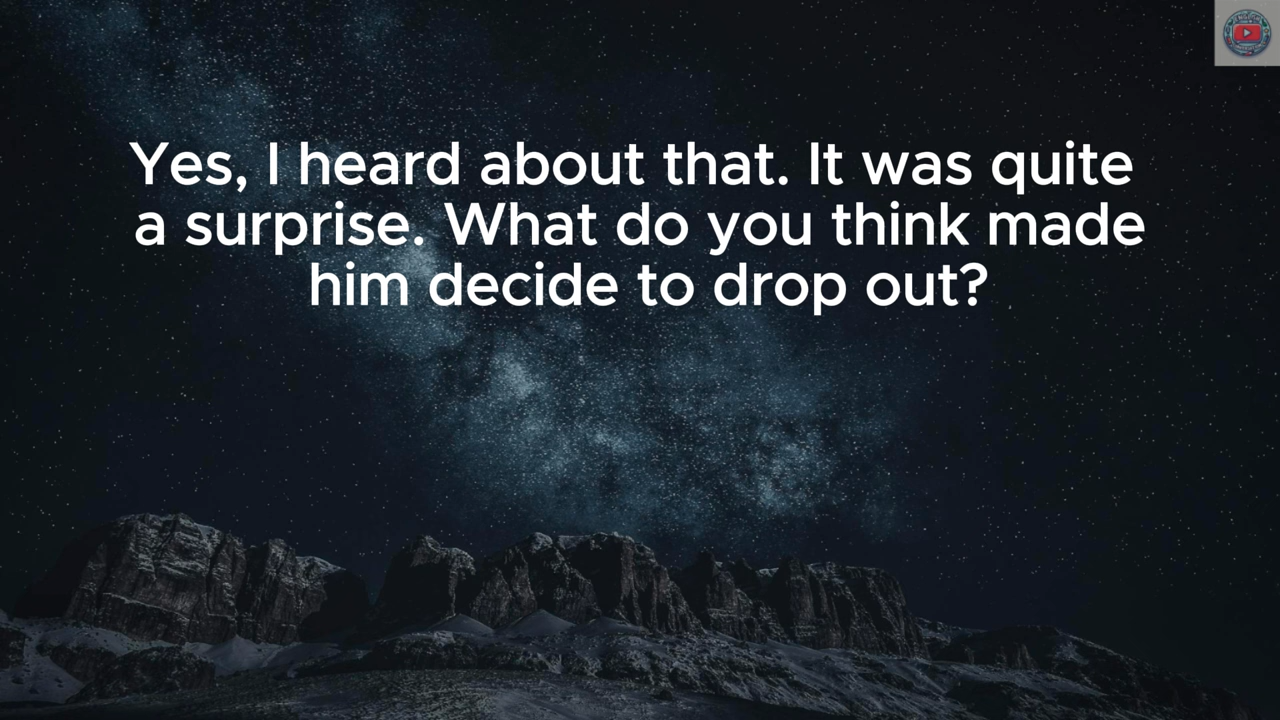 Yes, I heard about that. It was quite
a surprise. What do you think made
him decide to drop out?